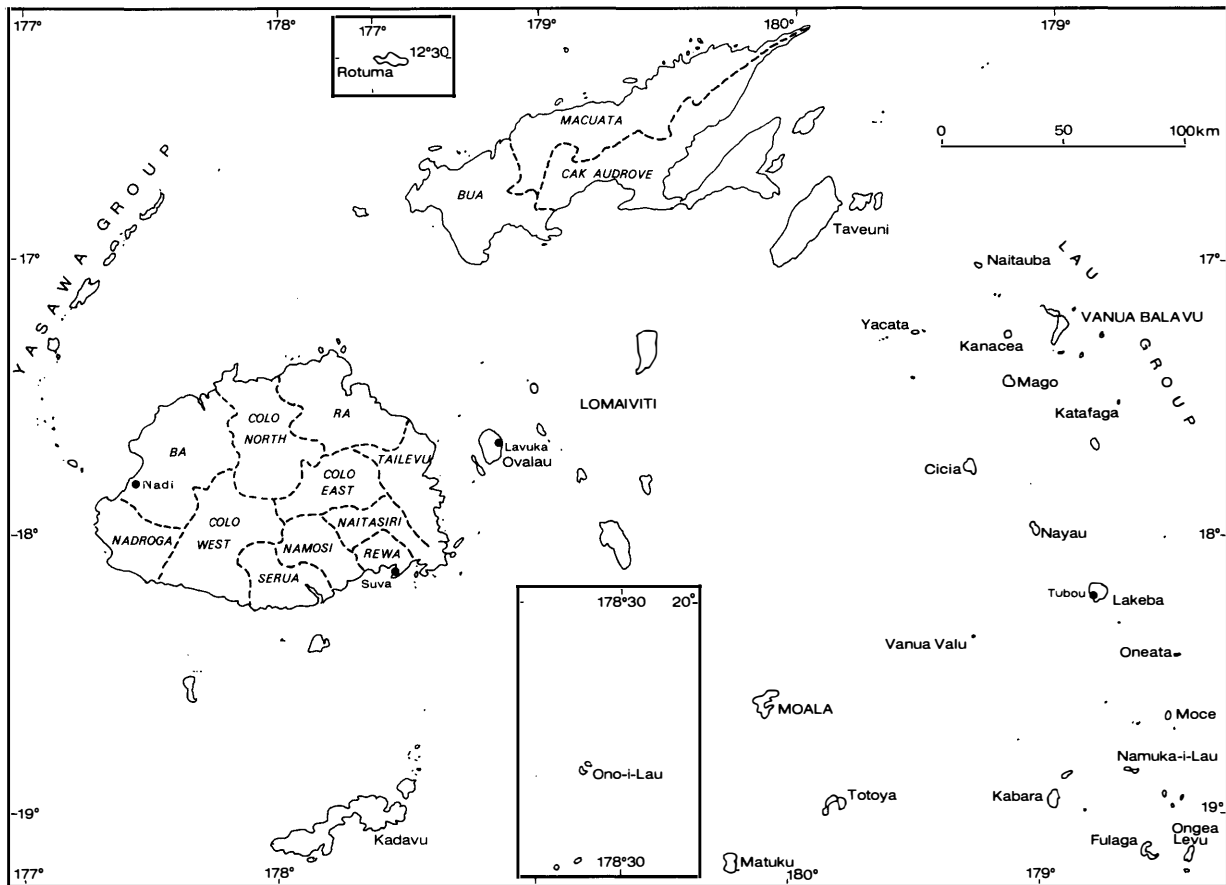 177°
178°
179°
180°
179°
177°
12°30
Rotuma
MACUATA
CAK AUDROVE
BUA
0 50 100km
Taveuni
YASAWA GROUP
-17°
17°-
LAU GROUP
Naitauba
VANUA BALAVU
Yacata
Kanacea
Mago
Katafaga
LOMAIVITI
COLO
NORTH
RA
BA
TAILEVU
Lavuka
Ovalau
COLO
EAST
Cicia
Nadi
NADROGA
COLO
WEST
NAITASIRI
NAMOSI
REWA
SERUA
Suva
-18°
18°-
Nayau
Tubou
Lakeba
178°30 20°
Vanua Valu
Oneata
MOALA
Moce
Namuka-i-Lau
Ono-i-Lau
Totoya
Kabara
-19°
19°-
Ongea
Levu
Fulaga
Kadavu
Matuku
178°30
177°
178°
179°
180°
179°